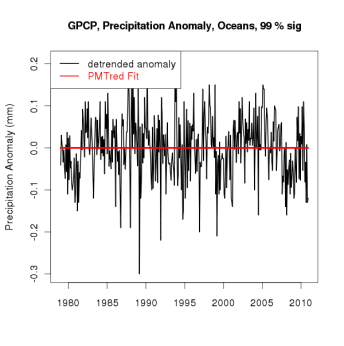 GPCP, Precipitation Anomaly, Oceans, 99 % sig
detrended anomaly
PMTred Fit
Precipitation Anomaly (mm)
0.2
0.1
0.0
-0.1
-0.2
-0.3
1980 1985 1990 1995 2000 2005 2010